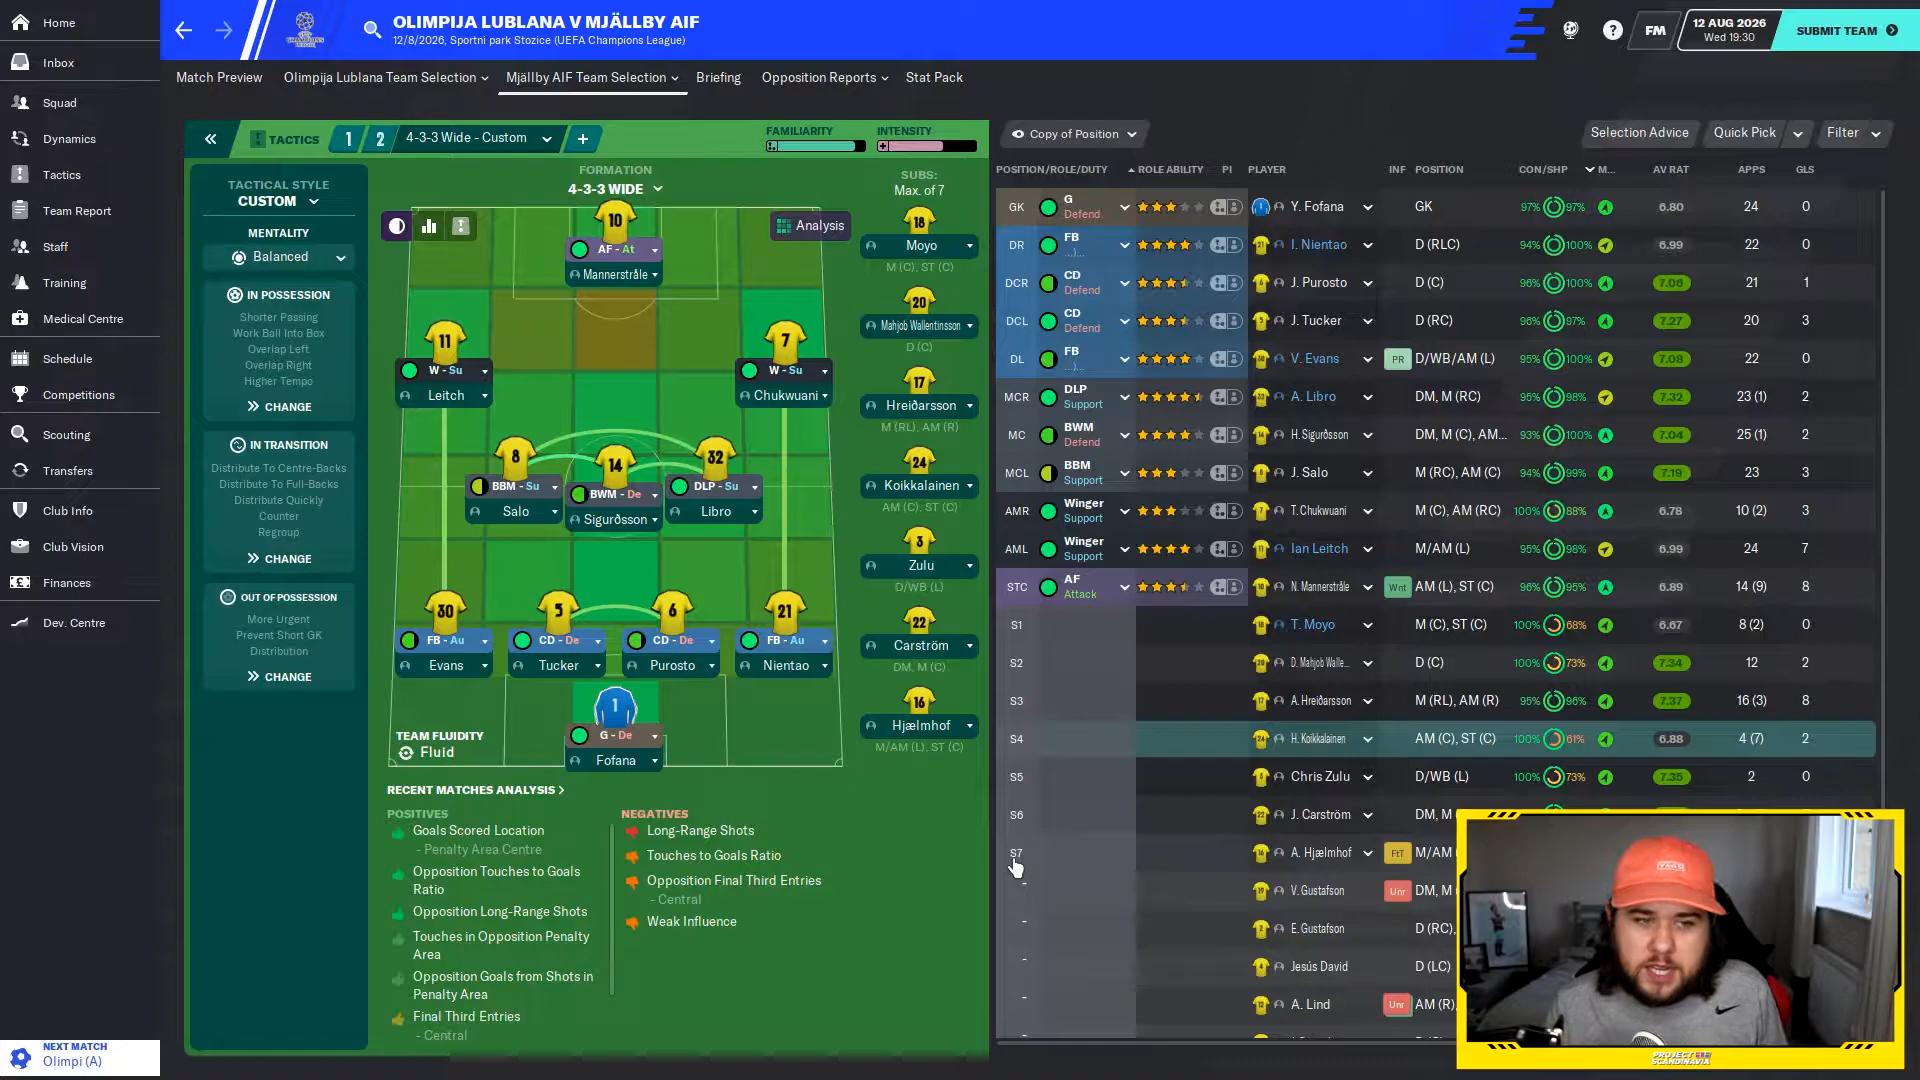 Home
Inbox
Squad
Dynamics
Tactics
Team Report
Staff
Training
Medical Centre
Schedule
Competitions
Scouting
Transfers
Club Info
Club Vision
Finances
Dev. Centre
NEXT MATCH
Olimpi (A)
OLIMPIJA LUBLANA V MJÄLLBY AIF
12/8/2026, Sportni park Stozice (UEFA Champions League)
FM
12 AUG 2026
Wed 19:30
SUBMIT TEAM
Match Preview
Olimpija Lublana Team Selection
Mjällby AIF Team Selection
Briefing
Opposition Reports
Stat Pack
TACTICS
1 2 4-3-3 Wide - Custom
FAMILIARITY
INTENSITY
TACTICAL STYLE
CUSTOM
MENTALITY
Balanced
IN POSSESSION
Shorter Passing
Work Ball Into Box
Overlap Left
Overlap Right
Higher Tempo
CHANGE
IN TRANSITION
Distribute To Centre-Backs
Distribute To Full-Backs
Distribute Quickly
Counter
Regroup
CHANGE
OUT OF POSSESSION
More Urgent
Prevent Short GK
Distribution
CHANGE
FORMATION
4-3-3 WIDE
Analysis
10
AF - At
Mannerstråle
11
W - Su
Leitch
7
W - Su
Chukwuani
8
BBM - Su
Salo
14
BWM - De
Sigurðsson
32
DLP - Su
Libro
30
FB - Au
Evans
5
CD - De
Tucker
6
CD - De
Purosto
21
FB - Au
Nientao
1
G - De
Fofana
TEAM FLUIDITY
Fluid
SUBS:
Max. of 7
18
Moyo
M (C), ST (C)
20
Mahjob Wallentinsson
D (C)
17
Hreiðarsson
M (RL), AM (R)
24
Koikkalainen
AM (C), ST (C)
3
Zulu
D/WB (L)
22
Carström
DM, M (C)
16
Hjælmhof
M/AM (L), ST (C)
RECENT MATCHES ANALYSIS >
POSITIVES
Goals Scored Location
- Penalty Area Centre
Opposition Touches to Goals
Ratio
Opposition Long-Range Shots
Touches in Opposition Penalty
Area
Opposition Goals from Shots in
Penalty Area
Final Third Entries
- Central
NEGATIVES
Long-Range Shots
Touches to Goals Ratio
Opposition Final Third Entries
- Central
Weak Influence
Copy of Position
Selection Advice
Quick Pick
Filter
POSITION/ROLE/DUTY ROLE ABILITY PI PLAYER INF POSITION CON/SHP M... AV RAT APPS GLS
GK G Defend Y. Fofana GK 97% 97% 6.80 24 0
DR FB ...)... I. Nientao D (RLC) 94% 100% 6.99 22 0
DCR CD Defend J. Purosto D (C) 96% 100% 7.06 21 1
DCL CD Defend J. Tucker D (RC) 96% 97% 7.27 20 3
DL FB ...)... V. Evans PR D/WB/AM (L) 95% 100% 7.08 22 0
MCR DLP Support A. Libro DM, M (RC) 95% 98% 7.32 23 (1) 2
MC BWM Defend H. Sigurðsson DM, M (C), AM... 93% 100% 7.04 25 (1) 2
MCL BBM Support J. Salo M (RC), AM (C) 94% 99% 7.19 23 3
AMR Winger Support T. Chukwuani M (C), AM (RC) 100% 88% 6.78 10 (2) 3
AML Winger Support Ian Leitch M/AM (L) 95% 98% 6.99 24 7
STC AF Attack N. Mannerstråle Wnt AM (L), ST (C) 96% 95% 6.89 14 (9) 8
S1 T. Moyo M (C), ST (C) 100% 68% 6.67 8 (2) 0
S2 D. Mahjob Walle... D (C) 100% 73% 7.34 12 2
S3 A. Hreiðarsson M (RL), AM (R) 95% 96% 7.37 16 (3) 8
S4 H. Koikkalainen AM (C), ST (C) 100% 61% 6.88 4 (7) 2
S5 Chris Zulu D/WB (L) 100% 73% 7.35 2 0
S6 J. Carström DM, M
S7 A. Hjælmhof FtT M/AM
- V. Gustafson Unr DM, M
- E. Gustafson D (RC),
- Jesús David D (LC)
- A. Lind Unr AM (R)
-
PROJECT
SCANDINAVIA